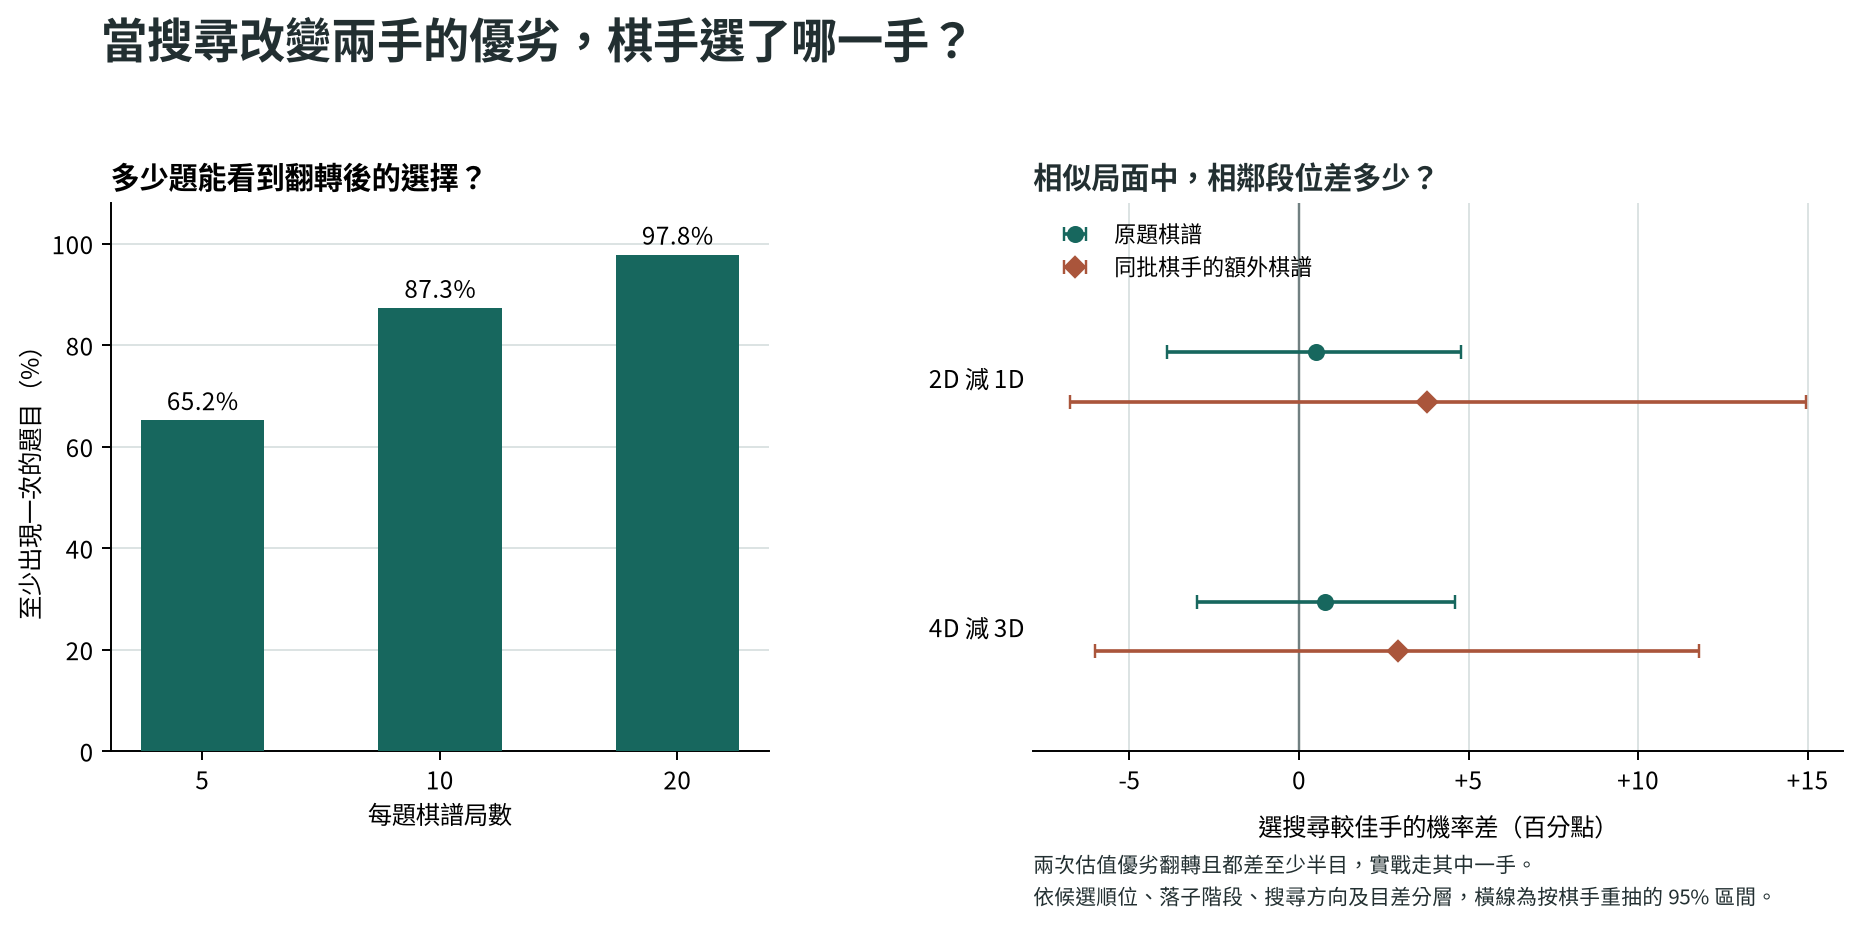 當搜尋改變兩手的優劣，棋手選了哪一手？
多少題能看到翻轉後的選擇？
至少出現一次的題目（%）
100
80
60
40
20
0
65.2%
87.3%
97.8%
5
10
20
每題棋譜局數
相似局面中，相鄰段位差多少？
原題棋譜
同批棋手的額外棋譜
2D 減 1D
4D 減 3D
-5
0
+5
+10
+15
選搜尋較佳手的機率差（百分點）
兩次估值優劣翻轉且都差至少半目，實戰走其中一手。
依候選順位、落子階段、搜尋方向及目差分層，橫線為按棋手重抽的 95% 區間。